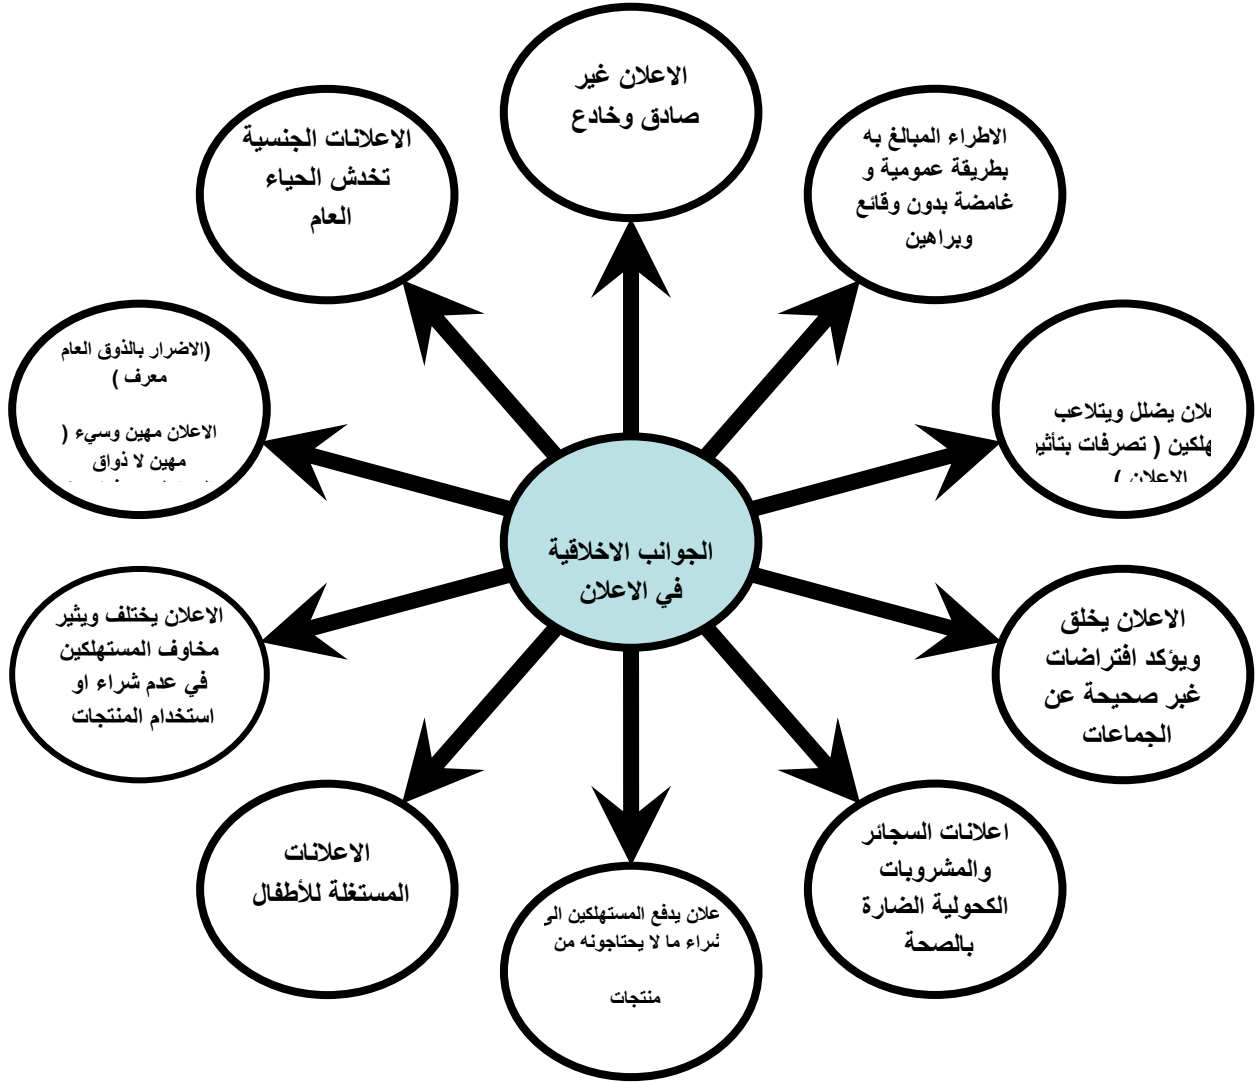 الاعلان غير
صادق وخادع
الاطراء المبالغ به
بطريقة عمومية و
غامضة بدون وقائع
وبراهين
يضلل ويتلاعب
( تصرفات بتأثير
الاعلان )
الاعلان يخلق
ويؤكد افتراضات
غبر صحيحة عن
الجماعات
اعلانات السجائر
والمشروبات
الكحولية الضارة
بالصحة
يدفع المستهلكين الى
شراء ما لا يحتاجونه من
منتجات
الاعلانات
المستغلة للأطفال
الاعلان يختلف ويثير
مخاوف المستهلكين
في عدم شراء او
استخدام المنتجات
(الاضرار بالذوق العام
معرف )
الاعلان مهين وسيء (
مهين لا ذواق
الاعلانات الجنسية
تخدش الحياء
العام
الجوانب الاخلاقية
في الاعلان